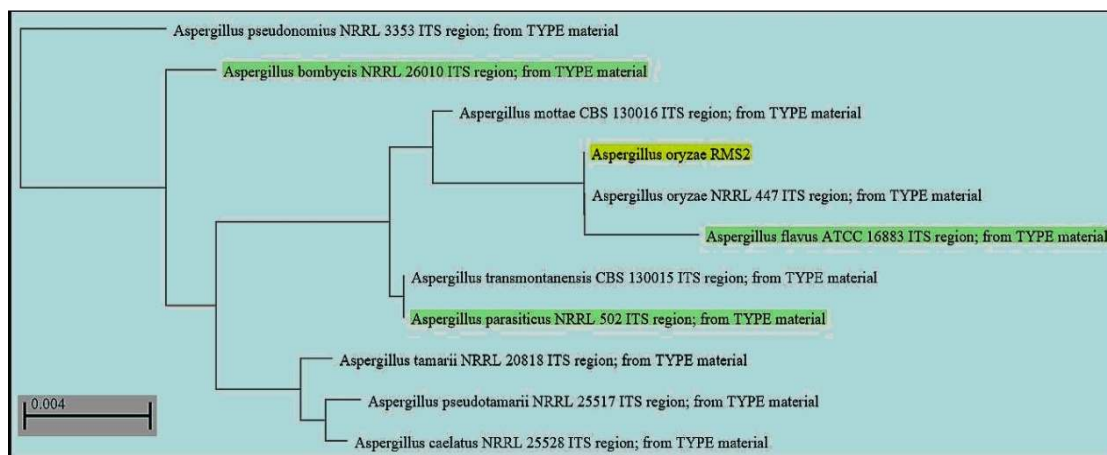 Aspergillus pseudonomius NRRL 3353 ITS region; from TYPE material
Aspergillus bombycis NRRL 26010 ITS region; from TYPE material
Aspergillus mottae CBS 130016 ITS region; from TYPE material
Aspergillus oryzae RMS2
Aspergillus oryzae NRRL 447 ITS region; from TYPE material
Aspergillus flavus ATCC 16883 ITS region; from TYPE material
Aspergillus transmontanensis CBS 130015 ITS region; from TYPE material
Aspergillus parasiticus NRRL 502 ITS region; from TYPE material
Aspergillus tamarii NRRL 20818 ITS region; from TYPE material
Aspergillus pseudotamarii NRRL 25517 ITS region; from TYPE material
0.004
Aspergillus caelatus NRRL 25528 ITS region; from TYPE material